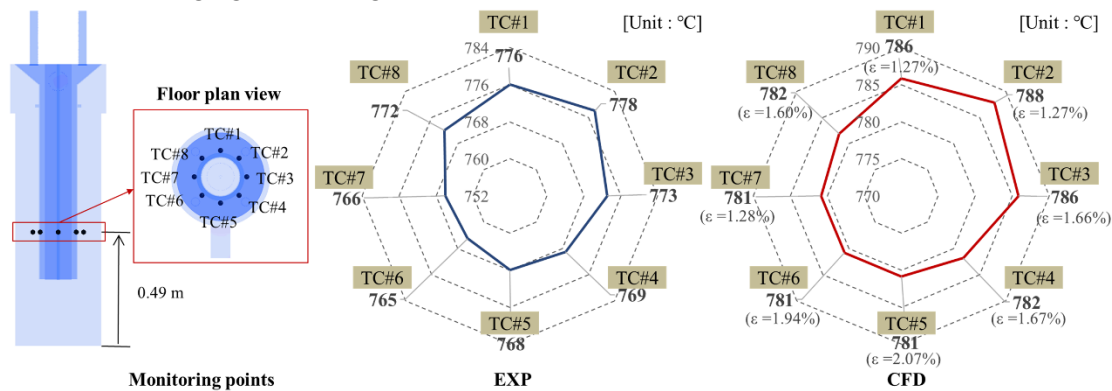 Floor plan view
TC#1
TC#8
TC#2
TC#7
TC#3
TC#6
TC#4
TC#5
0.49 m
Monitoring points
[Unit : ℃]
TC#1
784
776
776
768
760
752
TC#2
778
TC#3
773
TC#4
769
TC#5
768
TC#6
765
TC#7
766
TC#8
772
EXP
[Unit : ℃]
TC#1
790
786
(ε =1.27%)
785
780
775
770
TC#2
788
(ε =1.27%)
TC#3
786
(ε =1.66%)
TC#4
782
(ε =1.67%)
TC#5
781
(ε =2.07%)
TC#6
781
(ε =1.94%)
TC#7
781
(ε =1.28%)
TC#8
782
(ε =1.60%)
CFD